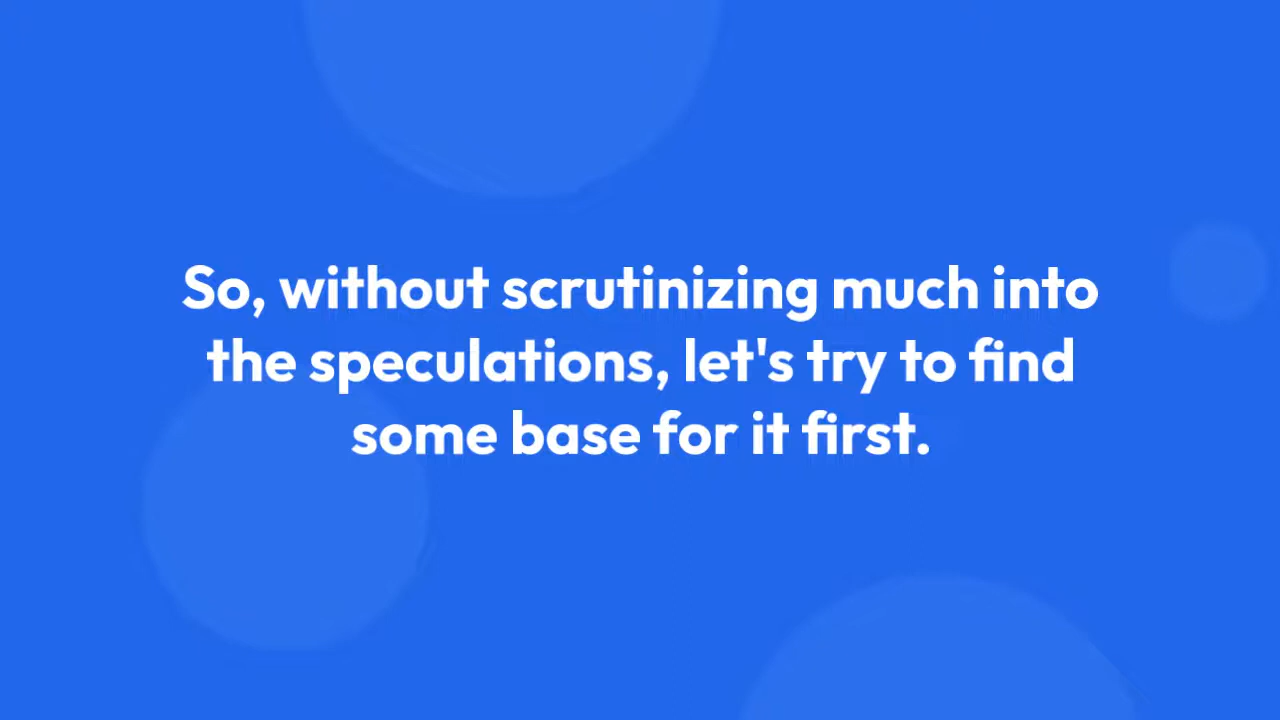 So, without scrutinizing much into
the speculations, let's try to find
some base for it first.